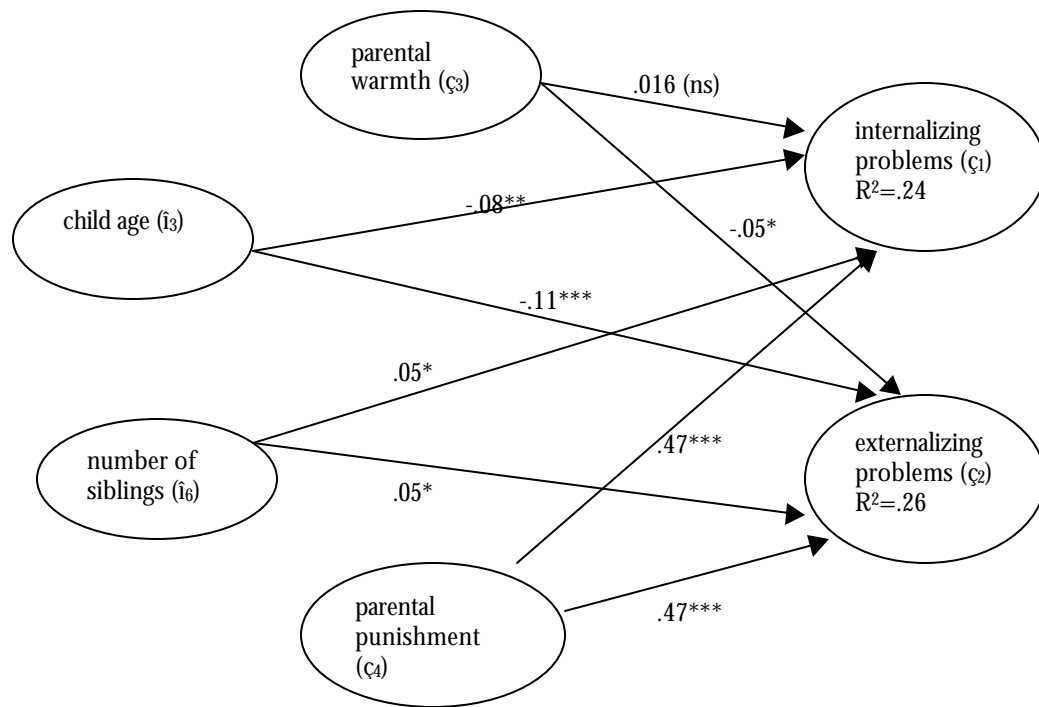 parental
warmth (ç3)
.016 (ns)
internalizing
problems (ç1)
R²=.24
child age (î3)
-.08**
-.05*
-.11***
.05*
number of
siblings (î6)
.05*
.47***
externalizing
problems (ç2)
R²=.26
parental
punishment
(ç4)
.47***